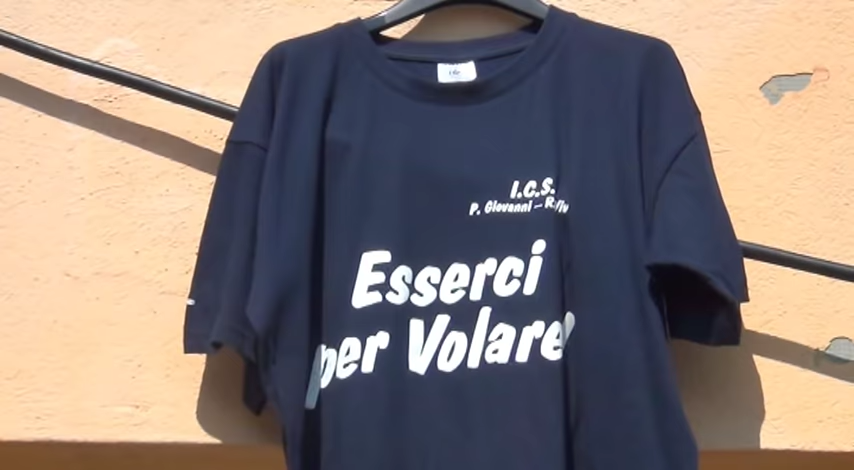 I.C.S.
P. Giovanni –
Esserci
per Volare